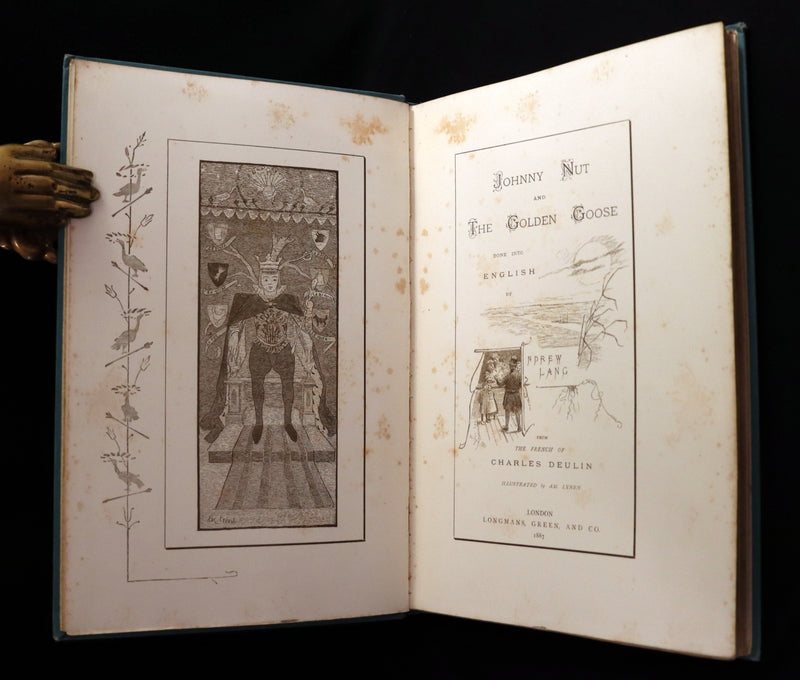 Johnny Nut
AND
The Golden Goose
DONE INTO
ENGLISH
BY
ANDREW
LANG
FROM
THE FRENCH OF
CHARLES DEULIN
ILLUSTRATED by AM. LYNEN
LONDON
LONGMANS, GREEN, AND CO.
1887